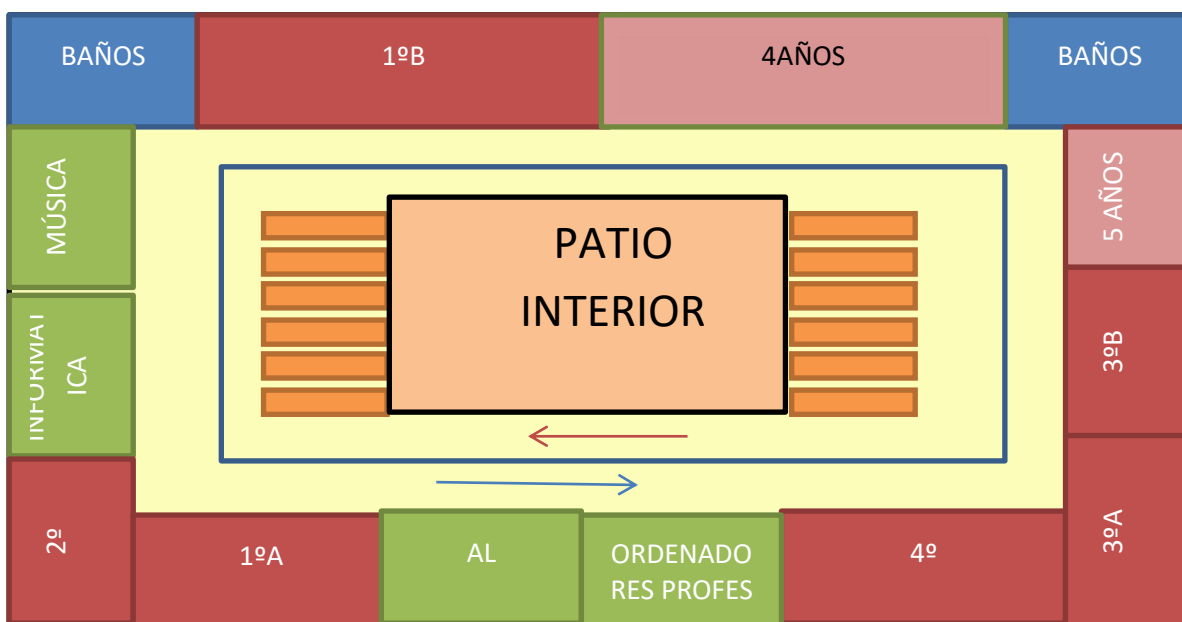 BAÑOS
1ºB
4AÑOS
BAÑOS
MÚSICA
5 AÑOS
PATIO
INTERIOR
INFORMAT
ICA
3ºB
2º
1ºA
AL
ORDENADO
RES PROFES
4º
3ºA